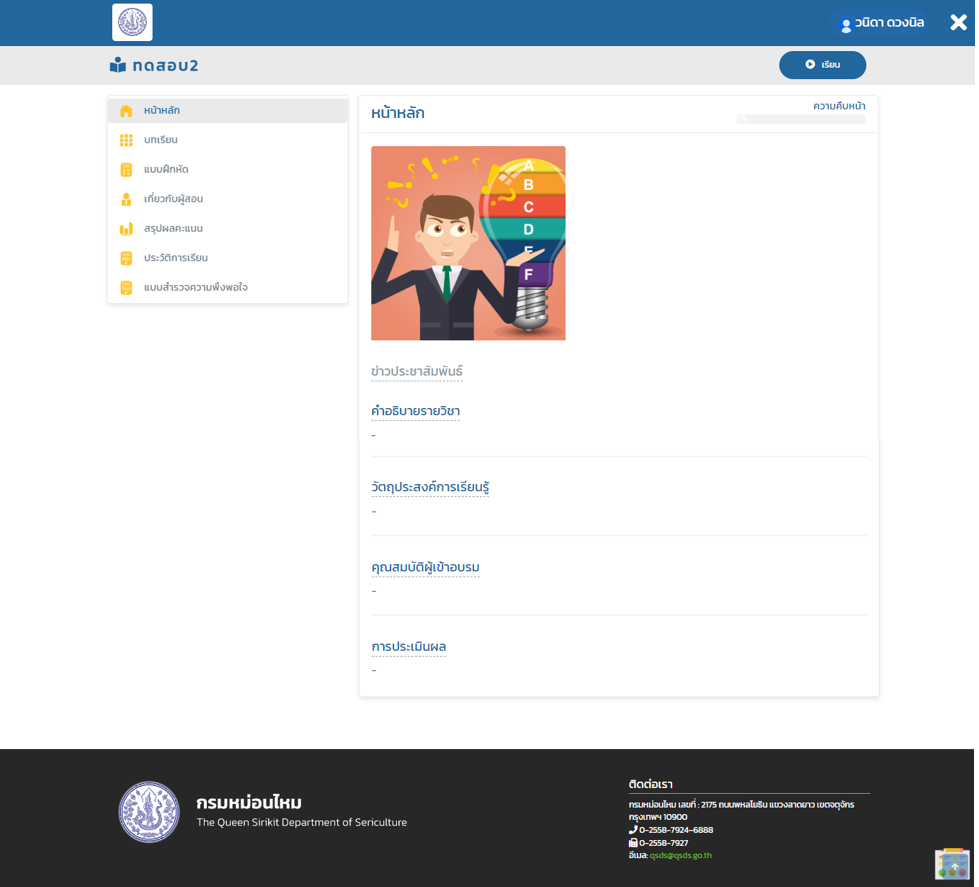 วนิดา ดวงนิล
ทดสอบ2
เรียน
หน้าหลัก
บทเรียน
แบบฝึกหัด
เกี่ยวกับผู้สอน
สรุปผลคะแนน
ประวัติการเรียน
แบบสำรวจความพึงพอใจ
หน้าหลัก
ความคืบหน้า
A
B
C
D
E
F
ข่าวประชาสัมพันธ์
คำอธิบายรายวิชา
-
วัตถุประสงค์การเรียนรู้
-
คุณสมบัติผู้เข้าอบรม
-
การประเมินผล
-
กรมหม่อนไหม
The Queen Sirikit Department of Sericulture
ติดต่อเรา
กรมหม่อนไหม เลขที่ : 2175 ถนนพหลโยธิน แขวงลาดยาว เขตจตุจักร
กรุงเทพฯ 10900
0-2558-7924-6888
0-2558-7927
อีเมล: qsds@qsds.go.th